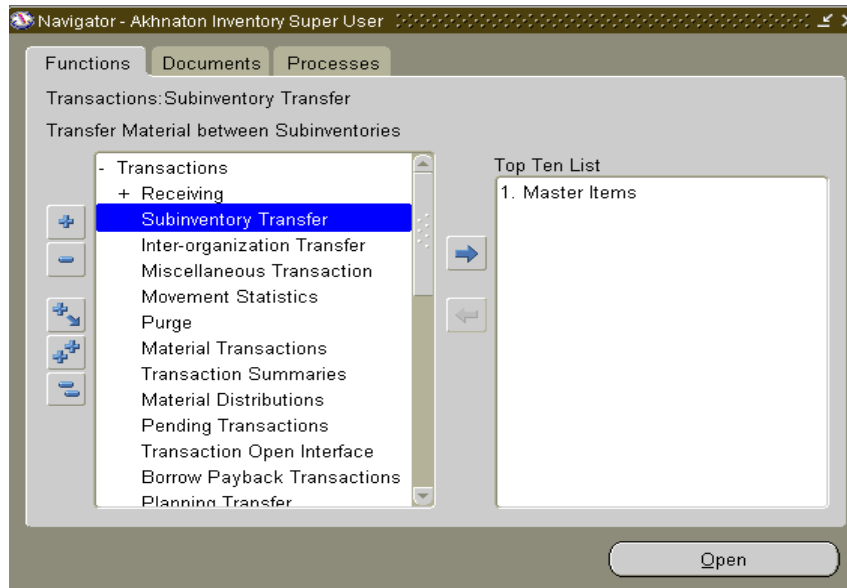 Navigator - Akhnaton Inventory Super User
Functions Documents Processes
Transactions:Subinventory Transfer
Transfer Material between Subinventories
- Transactions
+ Receiving
Subinventory Transfer
Inter-organization Transfer
Miscellaneous Transaction
Movement Statistics
Purge
Material Transactions
Transaction Summaries
Material Distributions
Pending Transactions
Transaction Open Interface
Borrow Payback Transactions
Planning Transfer
Top Ten List
1. Master Items
Open